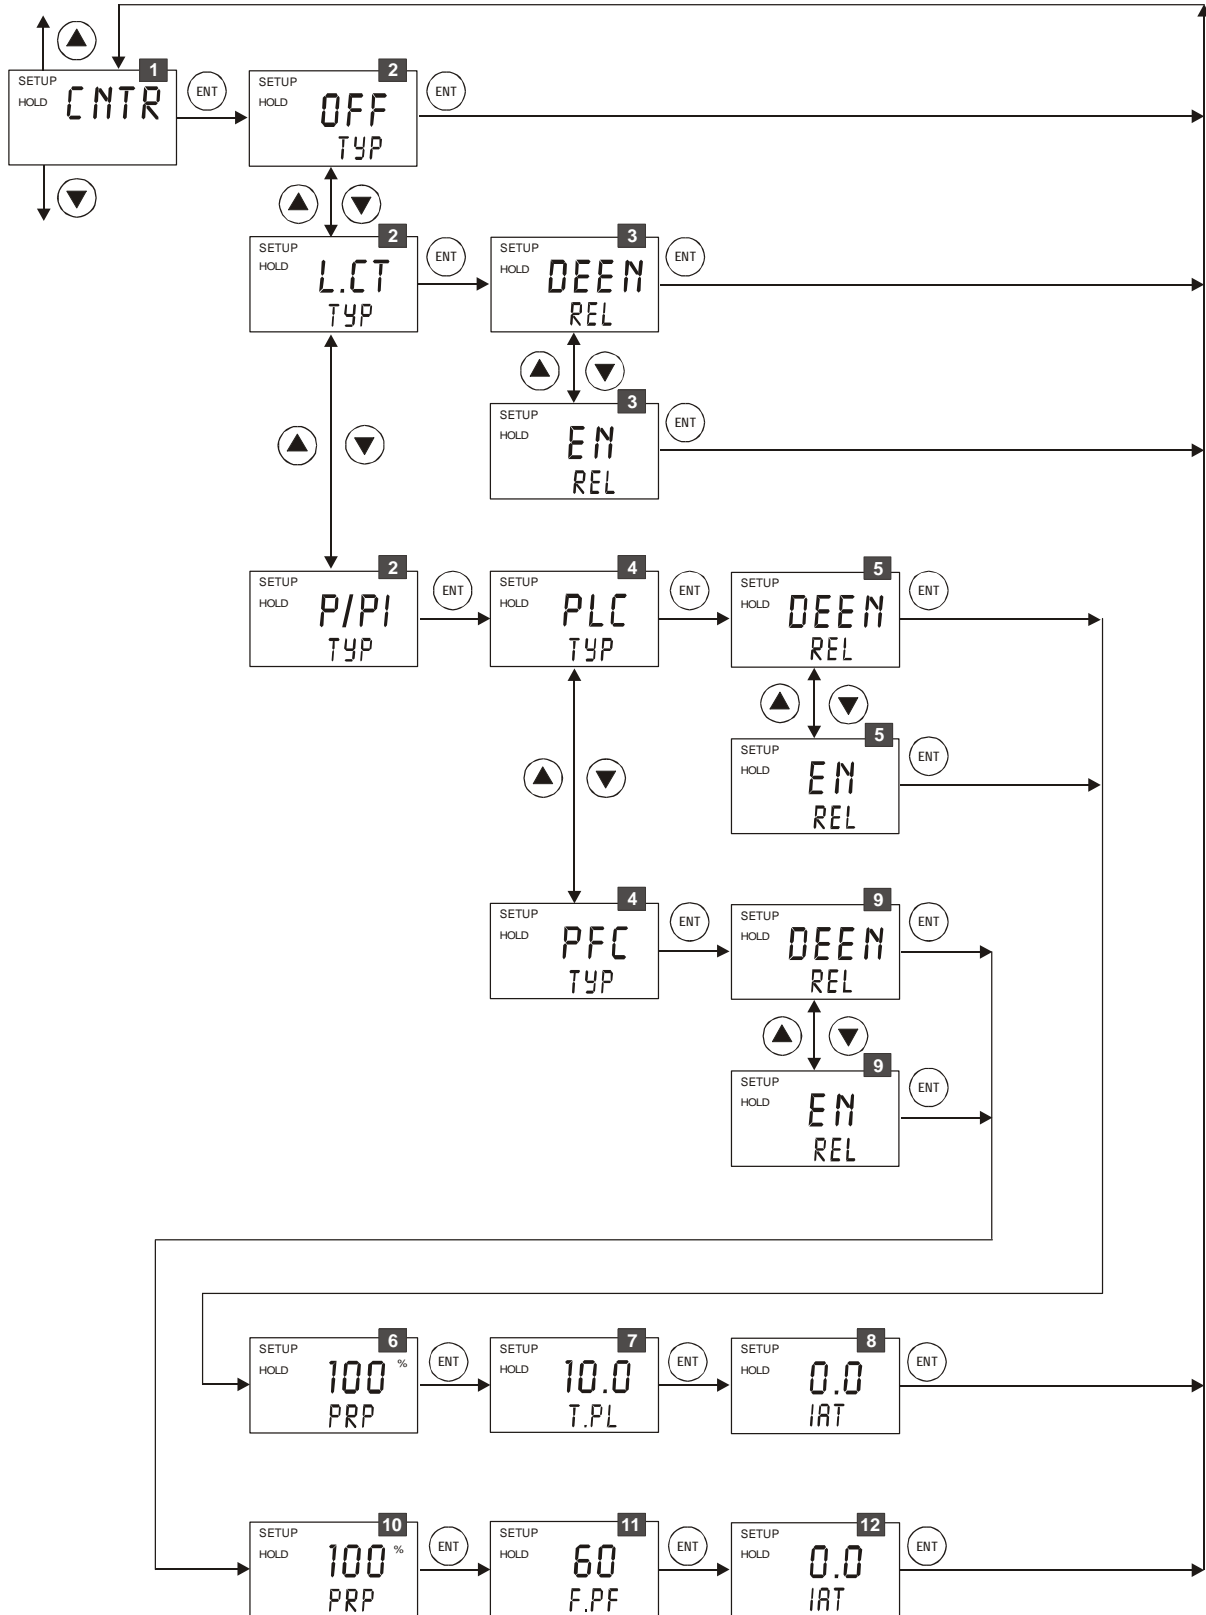 1
SETUP
HOLD
CNTR
ENT
2
SETUP
HOLD
OFF
TYP
ENT
2
SETUP
HOLD
L.CT
TYP
ENT
3
SETUP
HOLD
DEEN
REL
ENT
3
SETUP
HOLD
EN
REL
ENT
2
SETUP
HOLD
P/PI
TYP
ENT
4
SETUP
HOLD
PLC
TYP
ENT
5
SETUP
HOLD
DEEN
REL
ENT
5
SETUP
HOLD
EN
REL
ENT
4
SETUP
HOLD
PFC
TYP
ENT
9
SETUP
HOLD
DEEN
REL
ENT
9
SETUP
HOLD
EN
REL
ENT
6
SETUP
HOLD
100 %
PRP
ENT
7
SETUP
HOLD
10.0
T.PL
ENT
8
SETUP
HOLD
0.0
IAT
ENT
10
SETUP
HOLD
100 %
PRP
ENT
11
SETUP
HOLD
60
F.PF
ENT
12
SETUP
HOLD
0.0
IAT
ENT